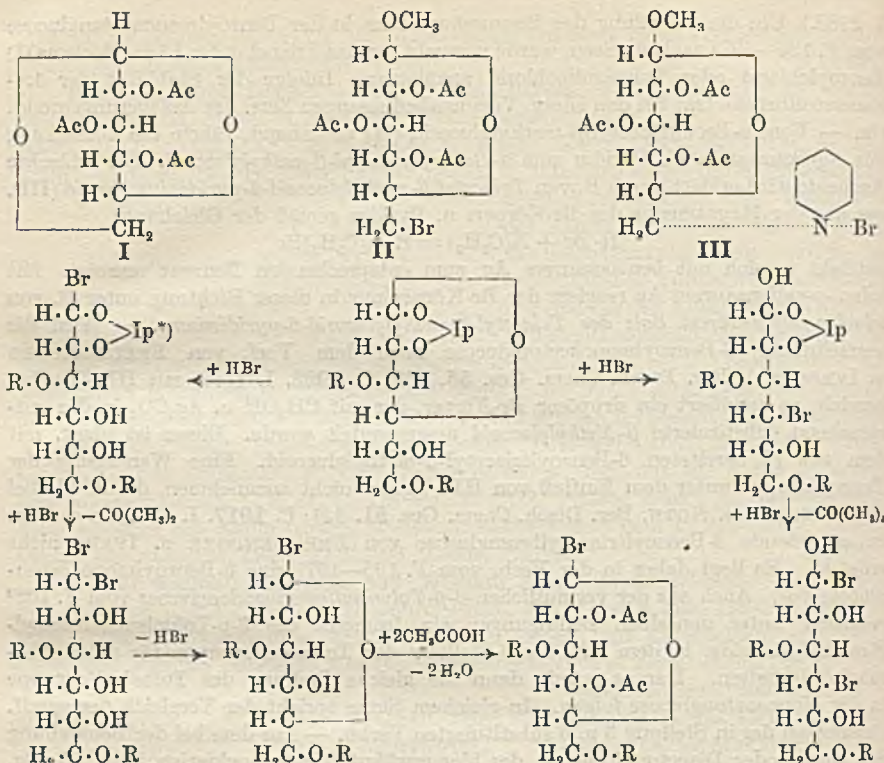 H OCH₃ OCH₃
C H·C H·C
H·C·O·Ac H·C·O·Ac H·C·O·Ac
O AcO·C·H O Ac·O·C·H O Ac·O·C·H O
H·C·O·Ac H·C·O·Ac H·C·O·Ac
H·C H·C H·C
CH₂ H₂C·Br H₂C N Br
I II III
Br OH
H·C·O H·C·O H·C·O
>Ip*) >Ip >Ip
H·C·O H·C·O O H·C·O
R·O·C·H + HBr R·O·C·H + HBr R·O·C·H
H·C·OH H·C H·C·Br
H·C·OH H·C·OH H·C·OH
H₂C·O·R H₂C·O·R H₂C·O·R
+HBr −CO(CH₃)₂ +HBr −CO(CH₃)₂
Br Br Br OH
H·C·Br H·C H·C H·C·Br
H·C·OH −HBr H·C·OH H·C·O·Ac H·C·OH
R·O·C·H R·O·C·H O +2CH₃COOH −2H₂O R·O·C·H O R·O·C·H
H·C·OH H·C·OH H·C·O·Ac H·C·Br
H·C·OH H·C H·C H·C·OH
H₂C·O·R H₂C·O·R H₂C·O·R H₂C·O·R